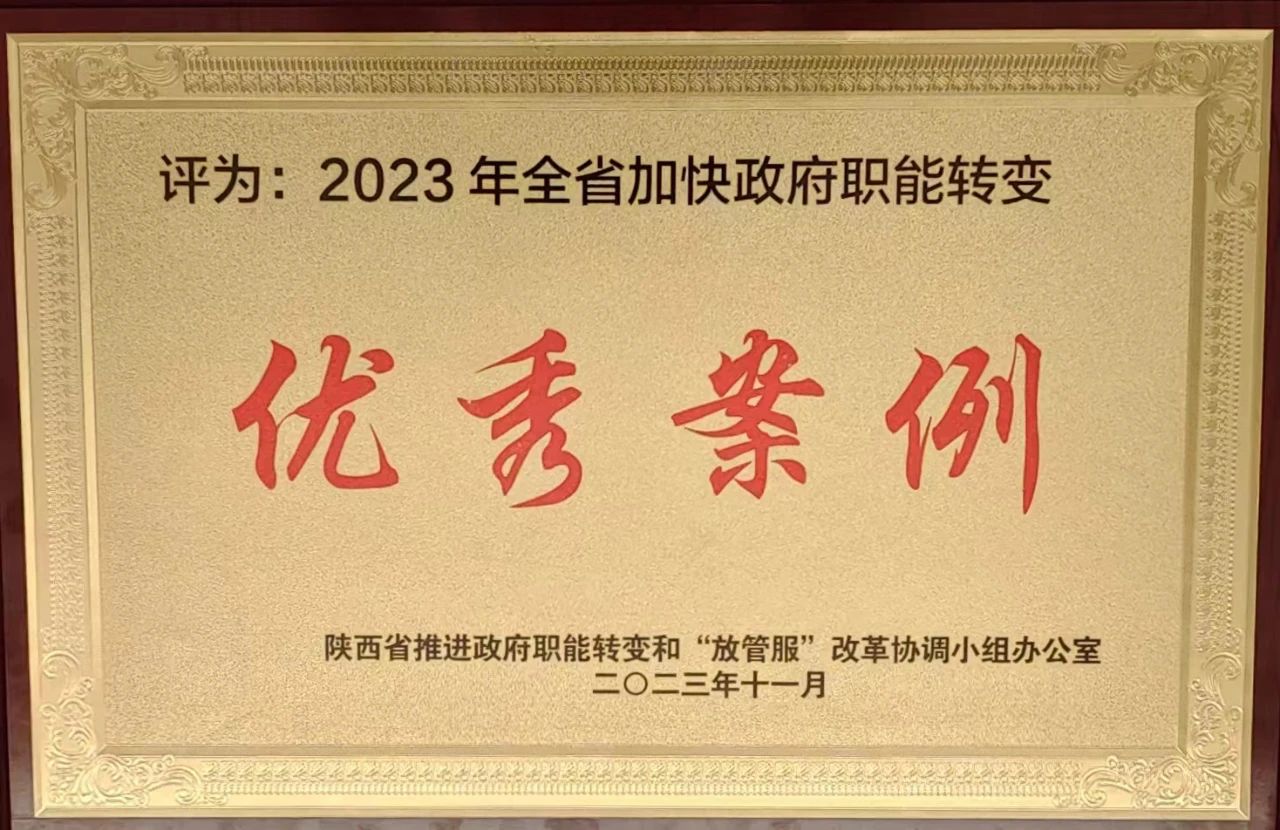 评为：2023年全省加快政府职能转变
优秀案例
陕西省推进政府职能转变和“放管服”改革协调小组办公室
二〇二三年十一月